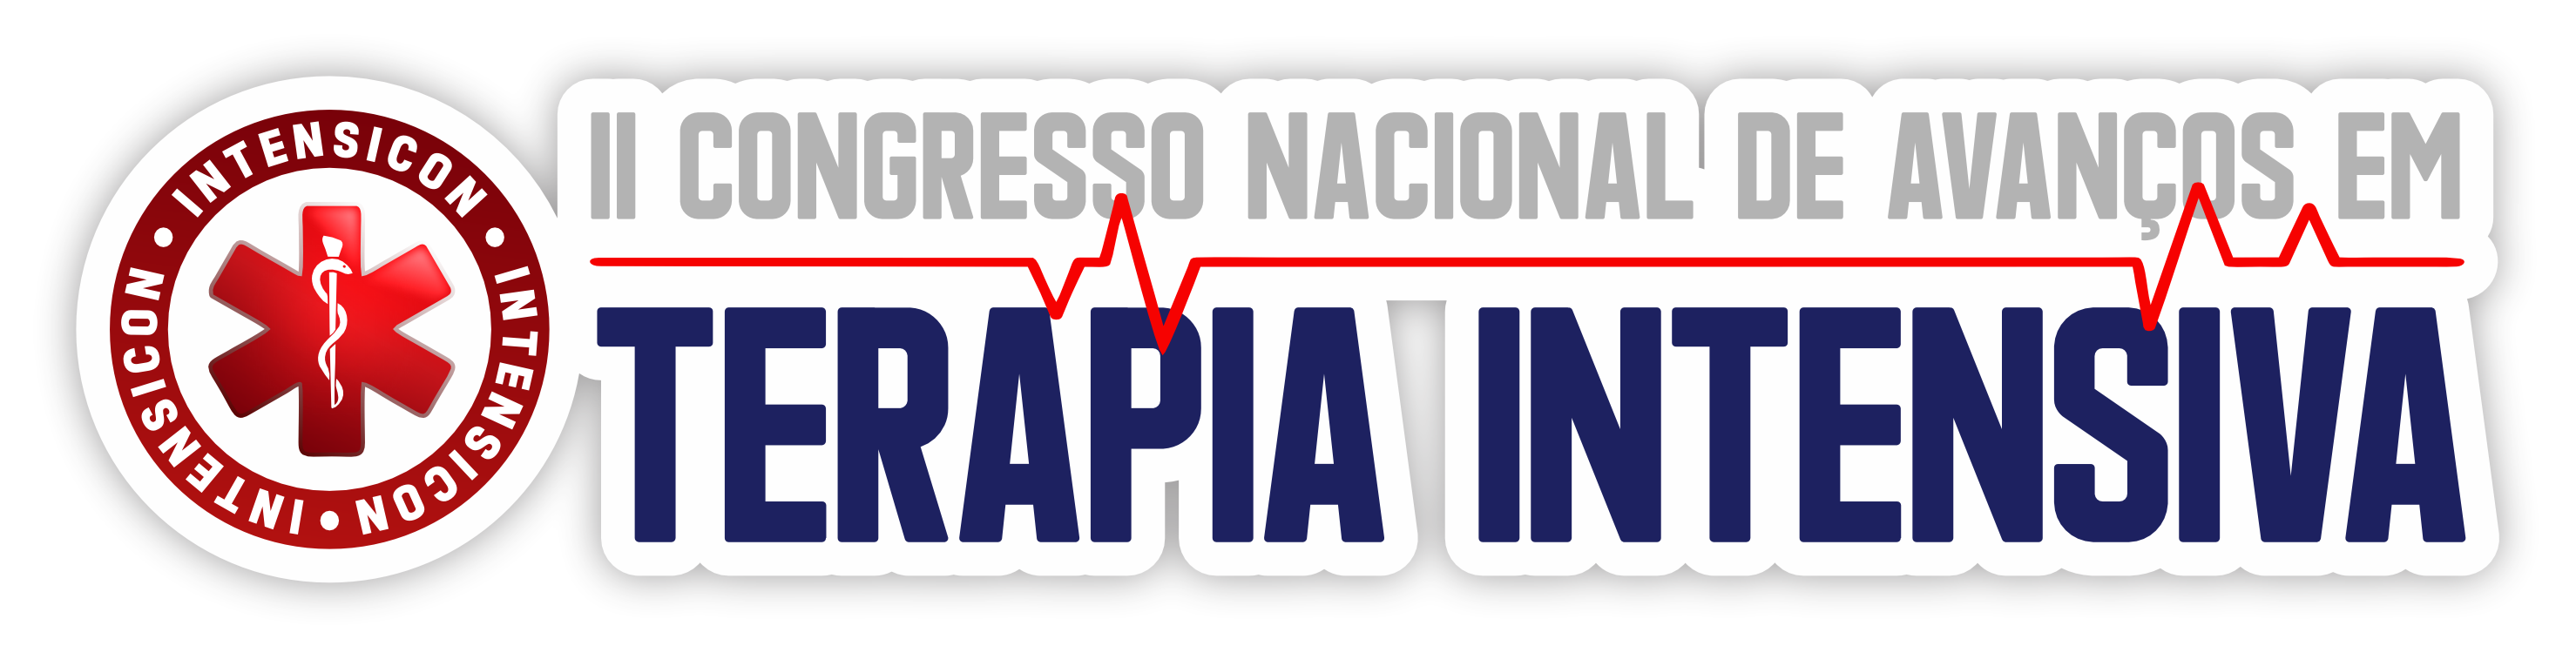 INTENSICON • INTENSICON • INTENSICON •
II CONGRESSO NACIONAL DE AVANÇOS EM
TERAPIA INTENSIVA